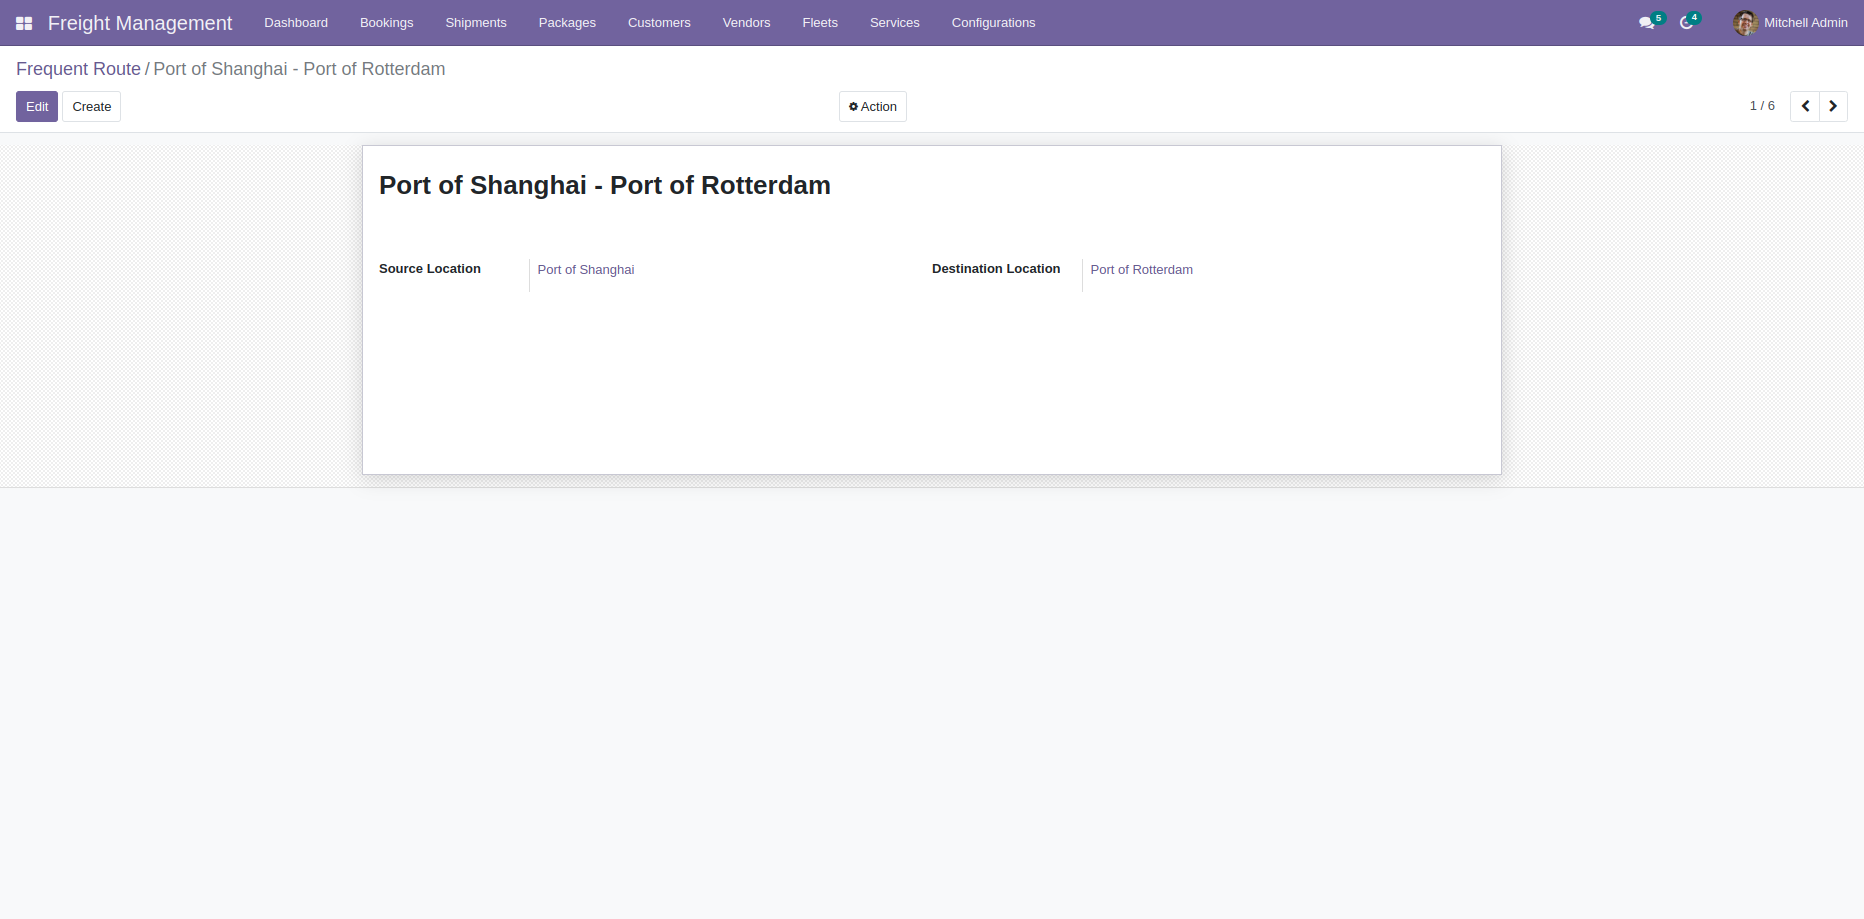 Freight Management Dashboard Bookings Shipments Packages Customers Vendors Fleets Services Configurations 5 4 Mitchell Admin
Frequent Route / Port of Shanghai - Port of Rotterdam
Edit Create Action 1 / 6
Port of Shanghai - Port of Rotterdam
Source Location Port of Shanghai Destination Location Port of Rotterdam